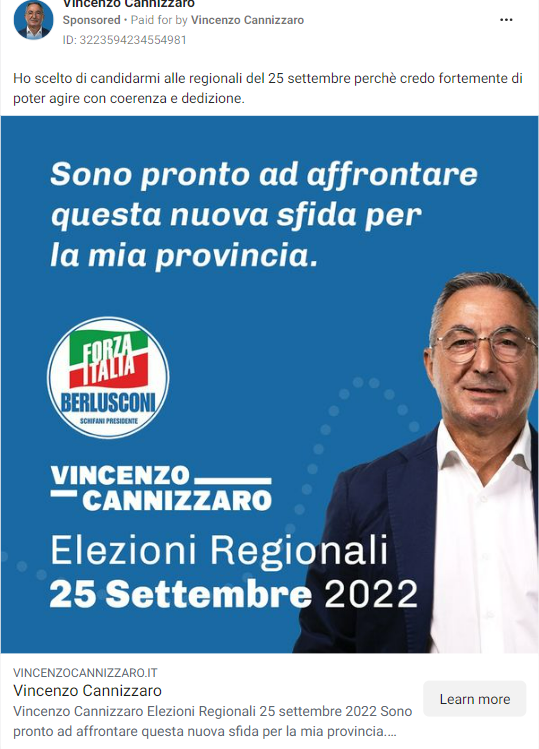 Vincenzo Cannizzaro
Sponsored • Paid for by Vincenzo Cannizzaro
ID: 3223594234554981
Ho scelto di candidarmi alle regionali del 25 settembre perchè credo fortemente di
poter agire con coerenza e dedizione.
Sono pronto ad affrontare
questa nuova sfida per
la mia provincia.
FORZA
ITALIA
BERLUSCONI
SCHIFANI PRESIDENTE
VINCENZO
CANNIZZARO
Elezioni Regionali
25 Settembre 2022
VINCENZOCANNIZZARO.IT
Vincenzo Cannizzaro
Vincenzo Cannizzaro Elezioni Regionali 25 settembre 2022 Sono
pronto ad affrontare questa nuova sfida per la mia provincia....
Learn more